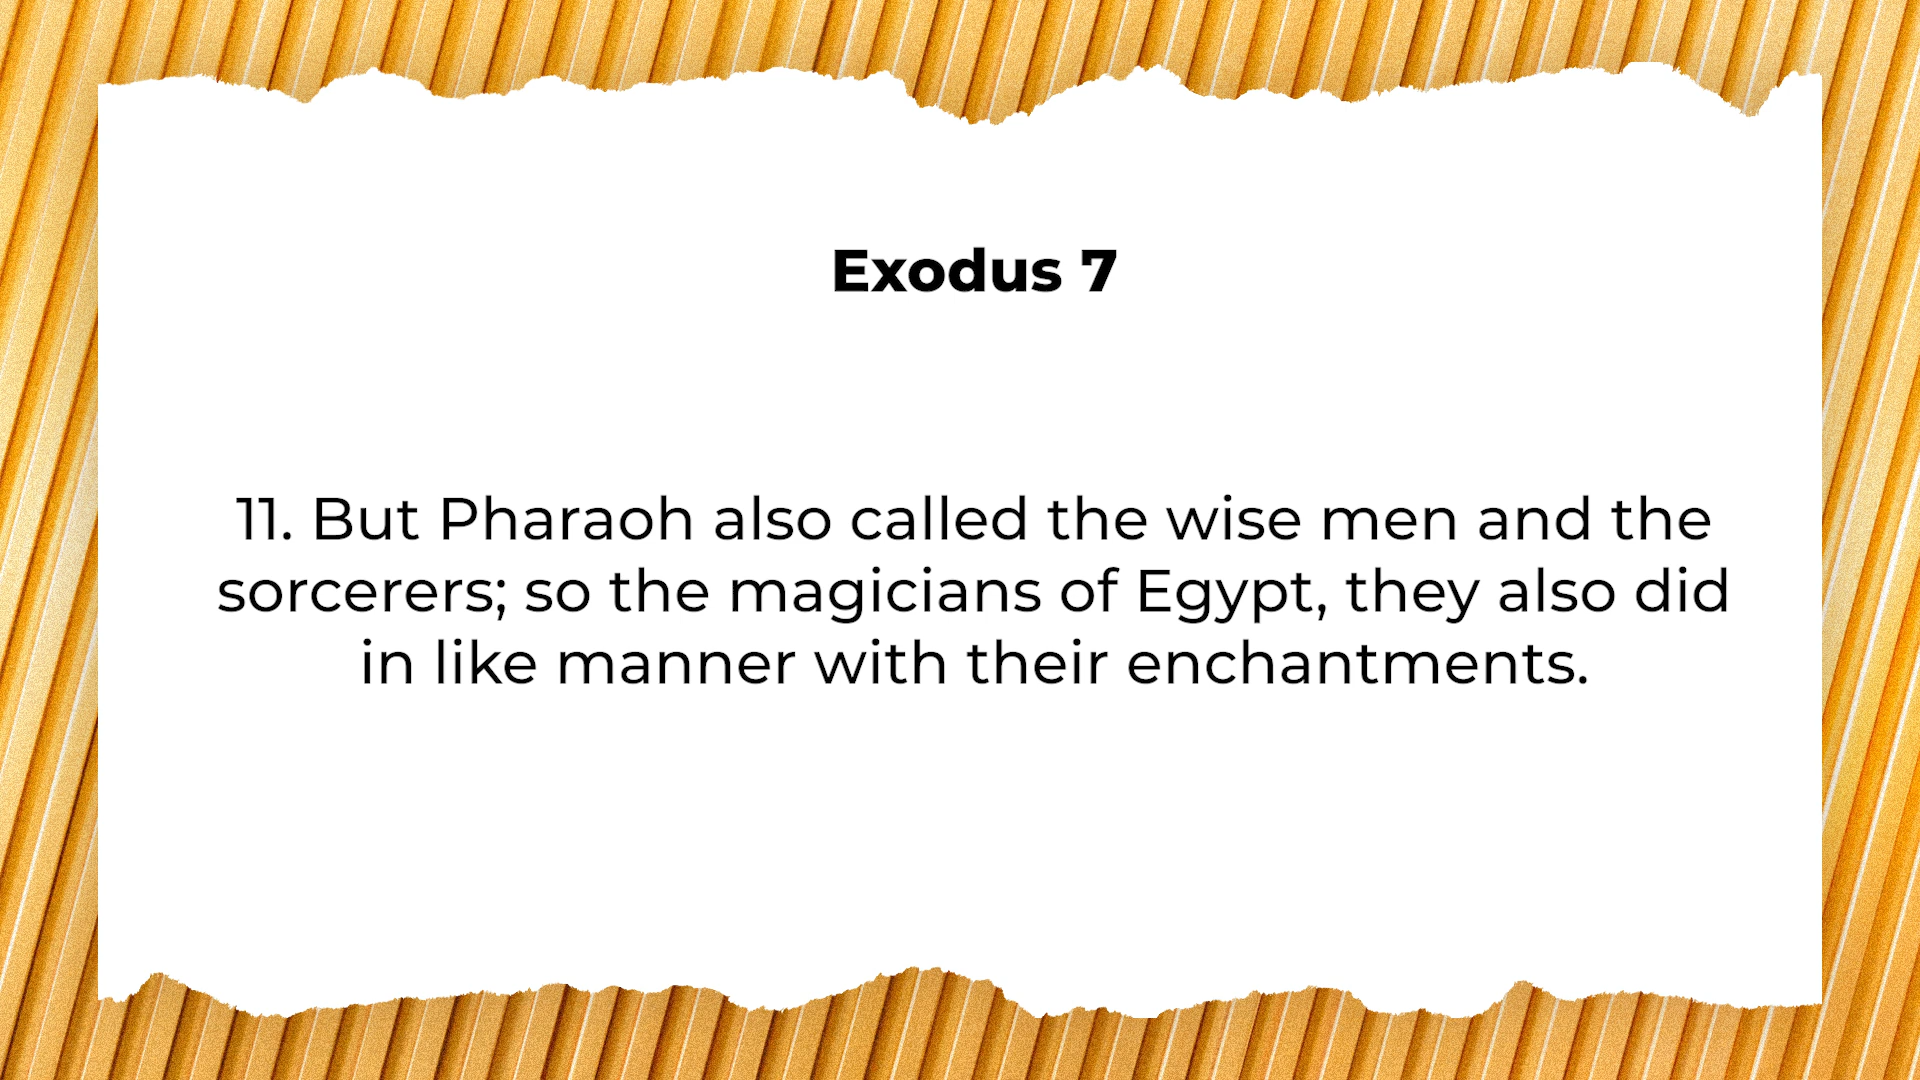 Exodus 7
11. But Pharaoh also called the wise men and the
sorcerers; so the magicians of Egypt, they also did
in like manner with their enchantments.